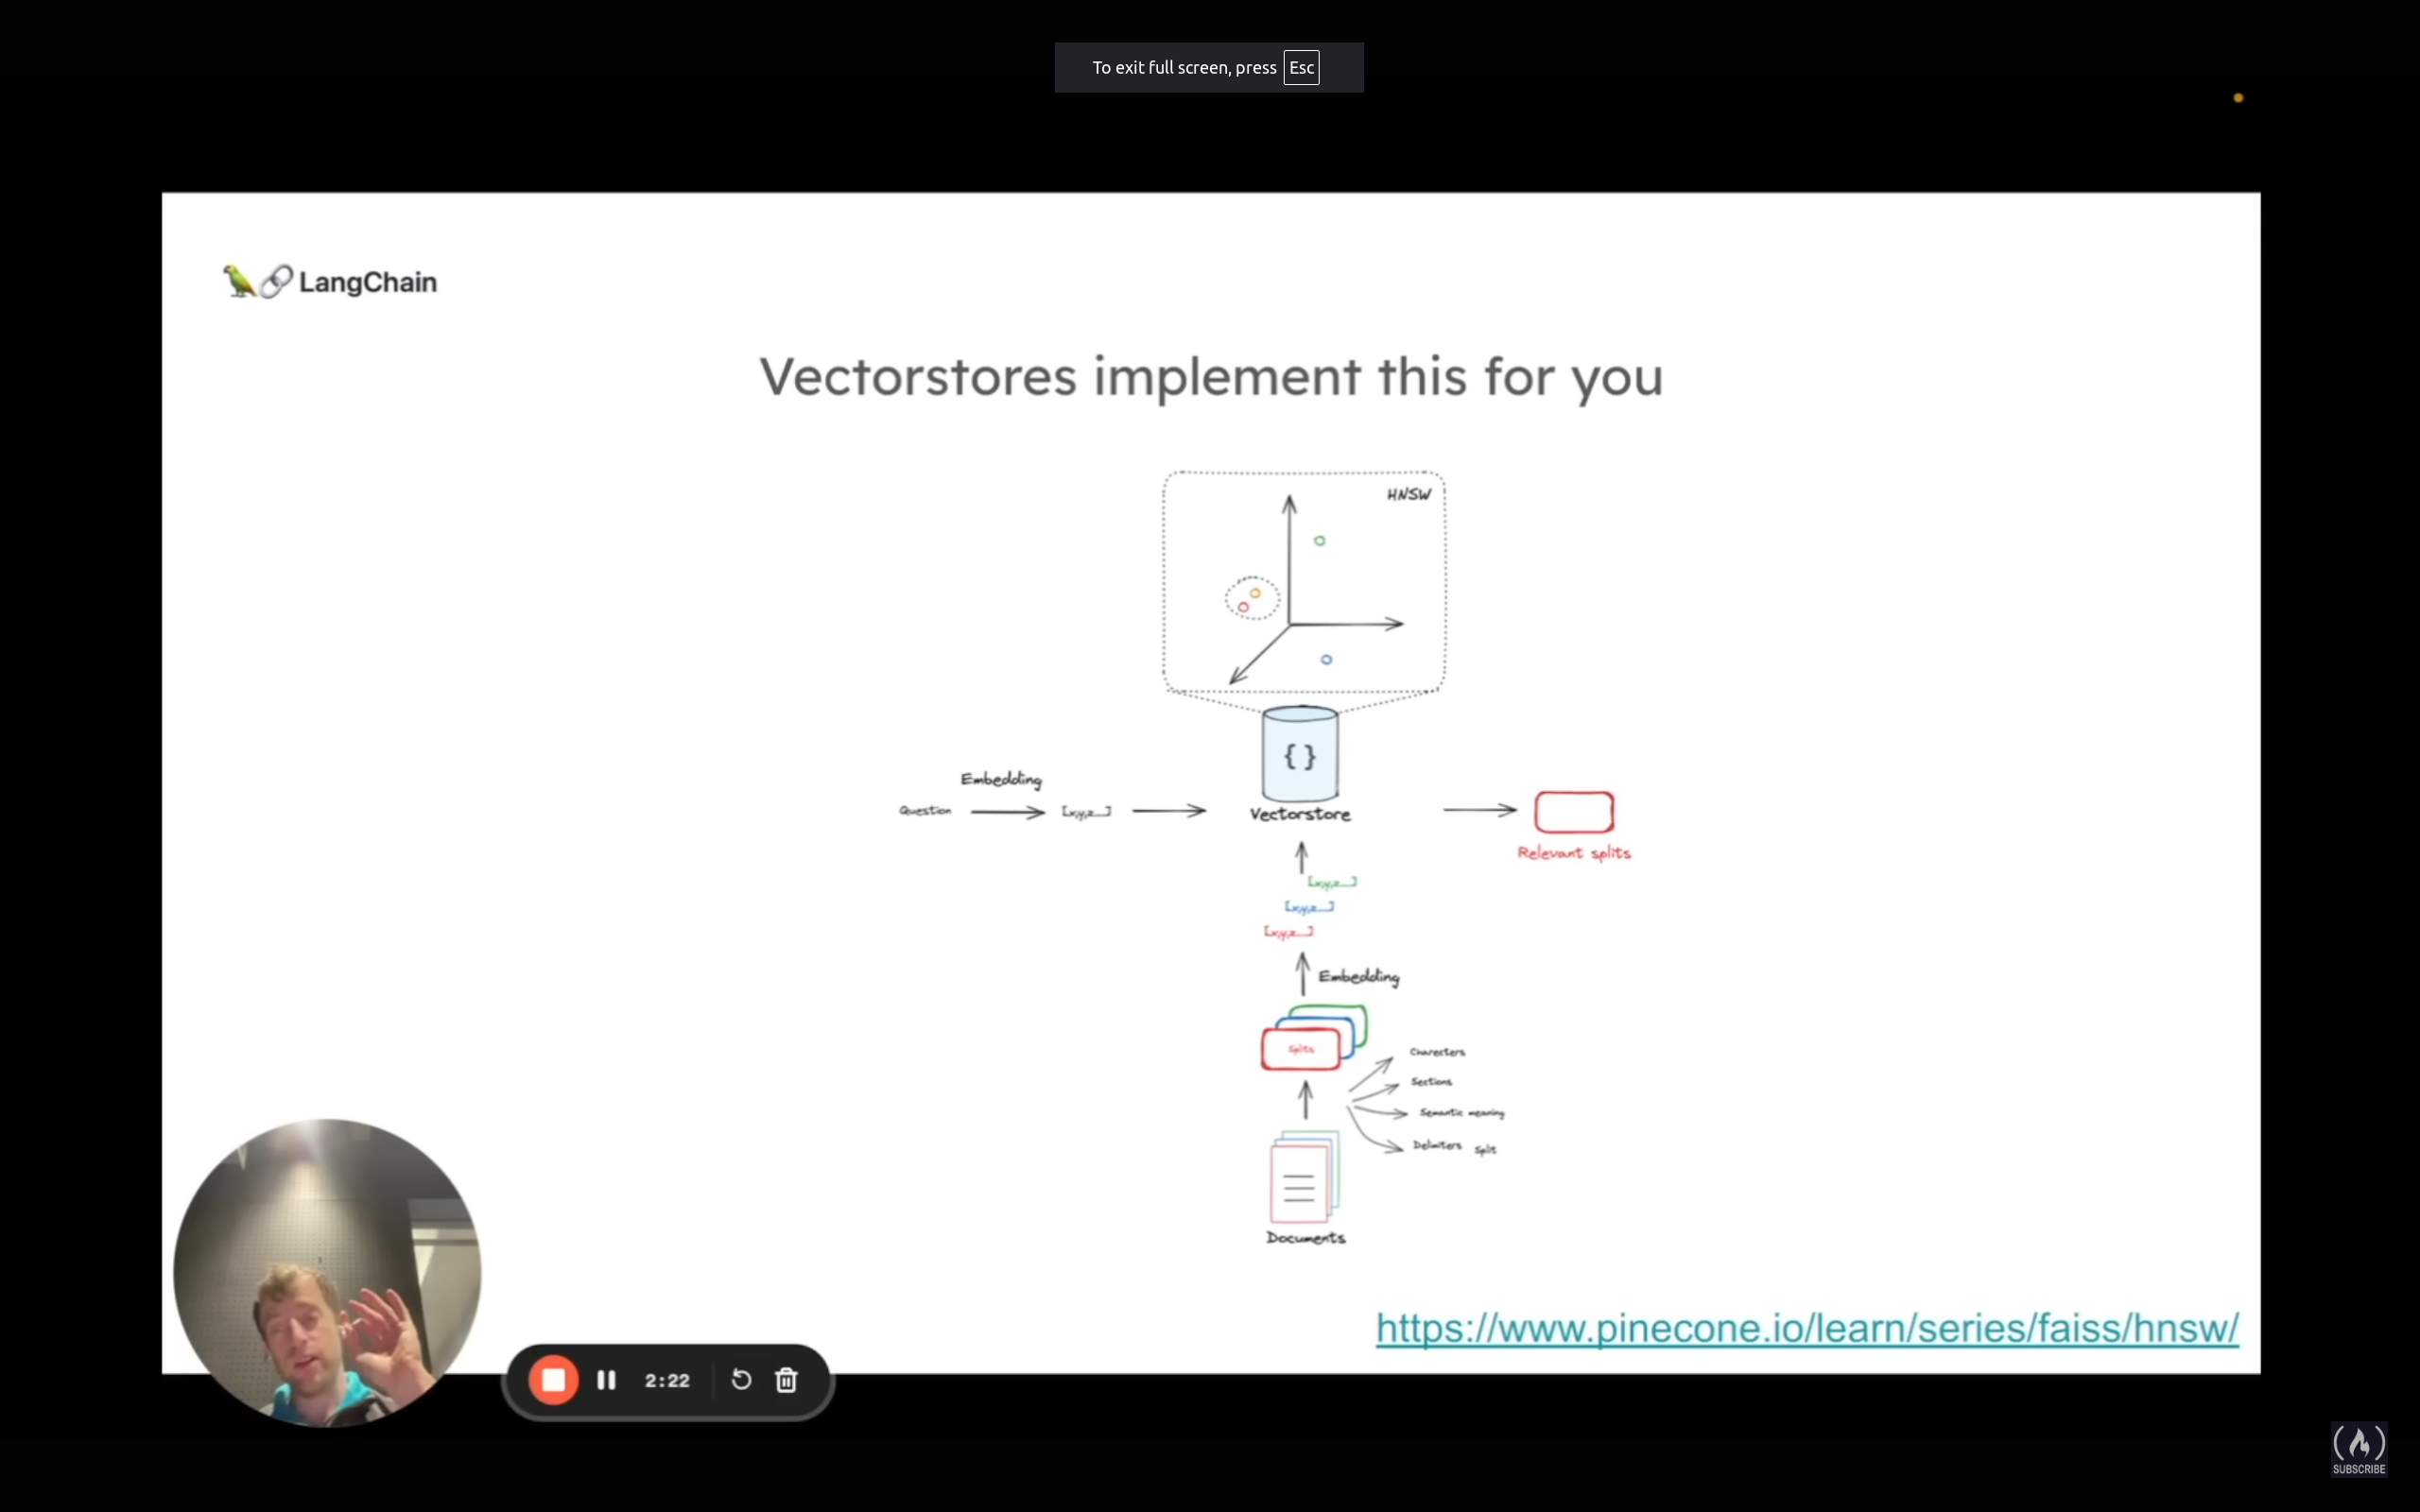 To exit full screen, press Esc
LangChain
Vectorstores implement this for you
HNSW
{ }
Embedding
Question
[x,y,z...]
Vectorstore
Relevant splits
[x,y,z...]
[x,y,z...]
[x,y,z...]
Embedding
Splits
Charecters
Sections
Semantic meaning
Delimiters Split
Documents
https://www.pinecone.io/learn/series/faiss/hnsw/
2:22
SUBSCRIBE